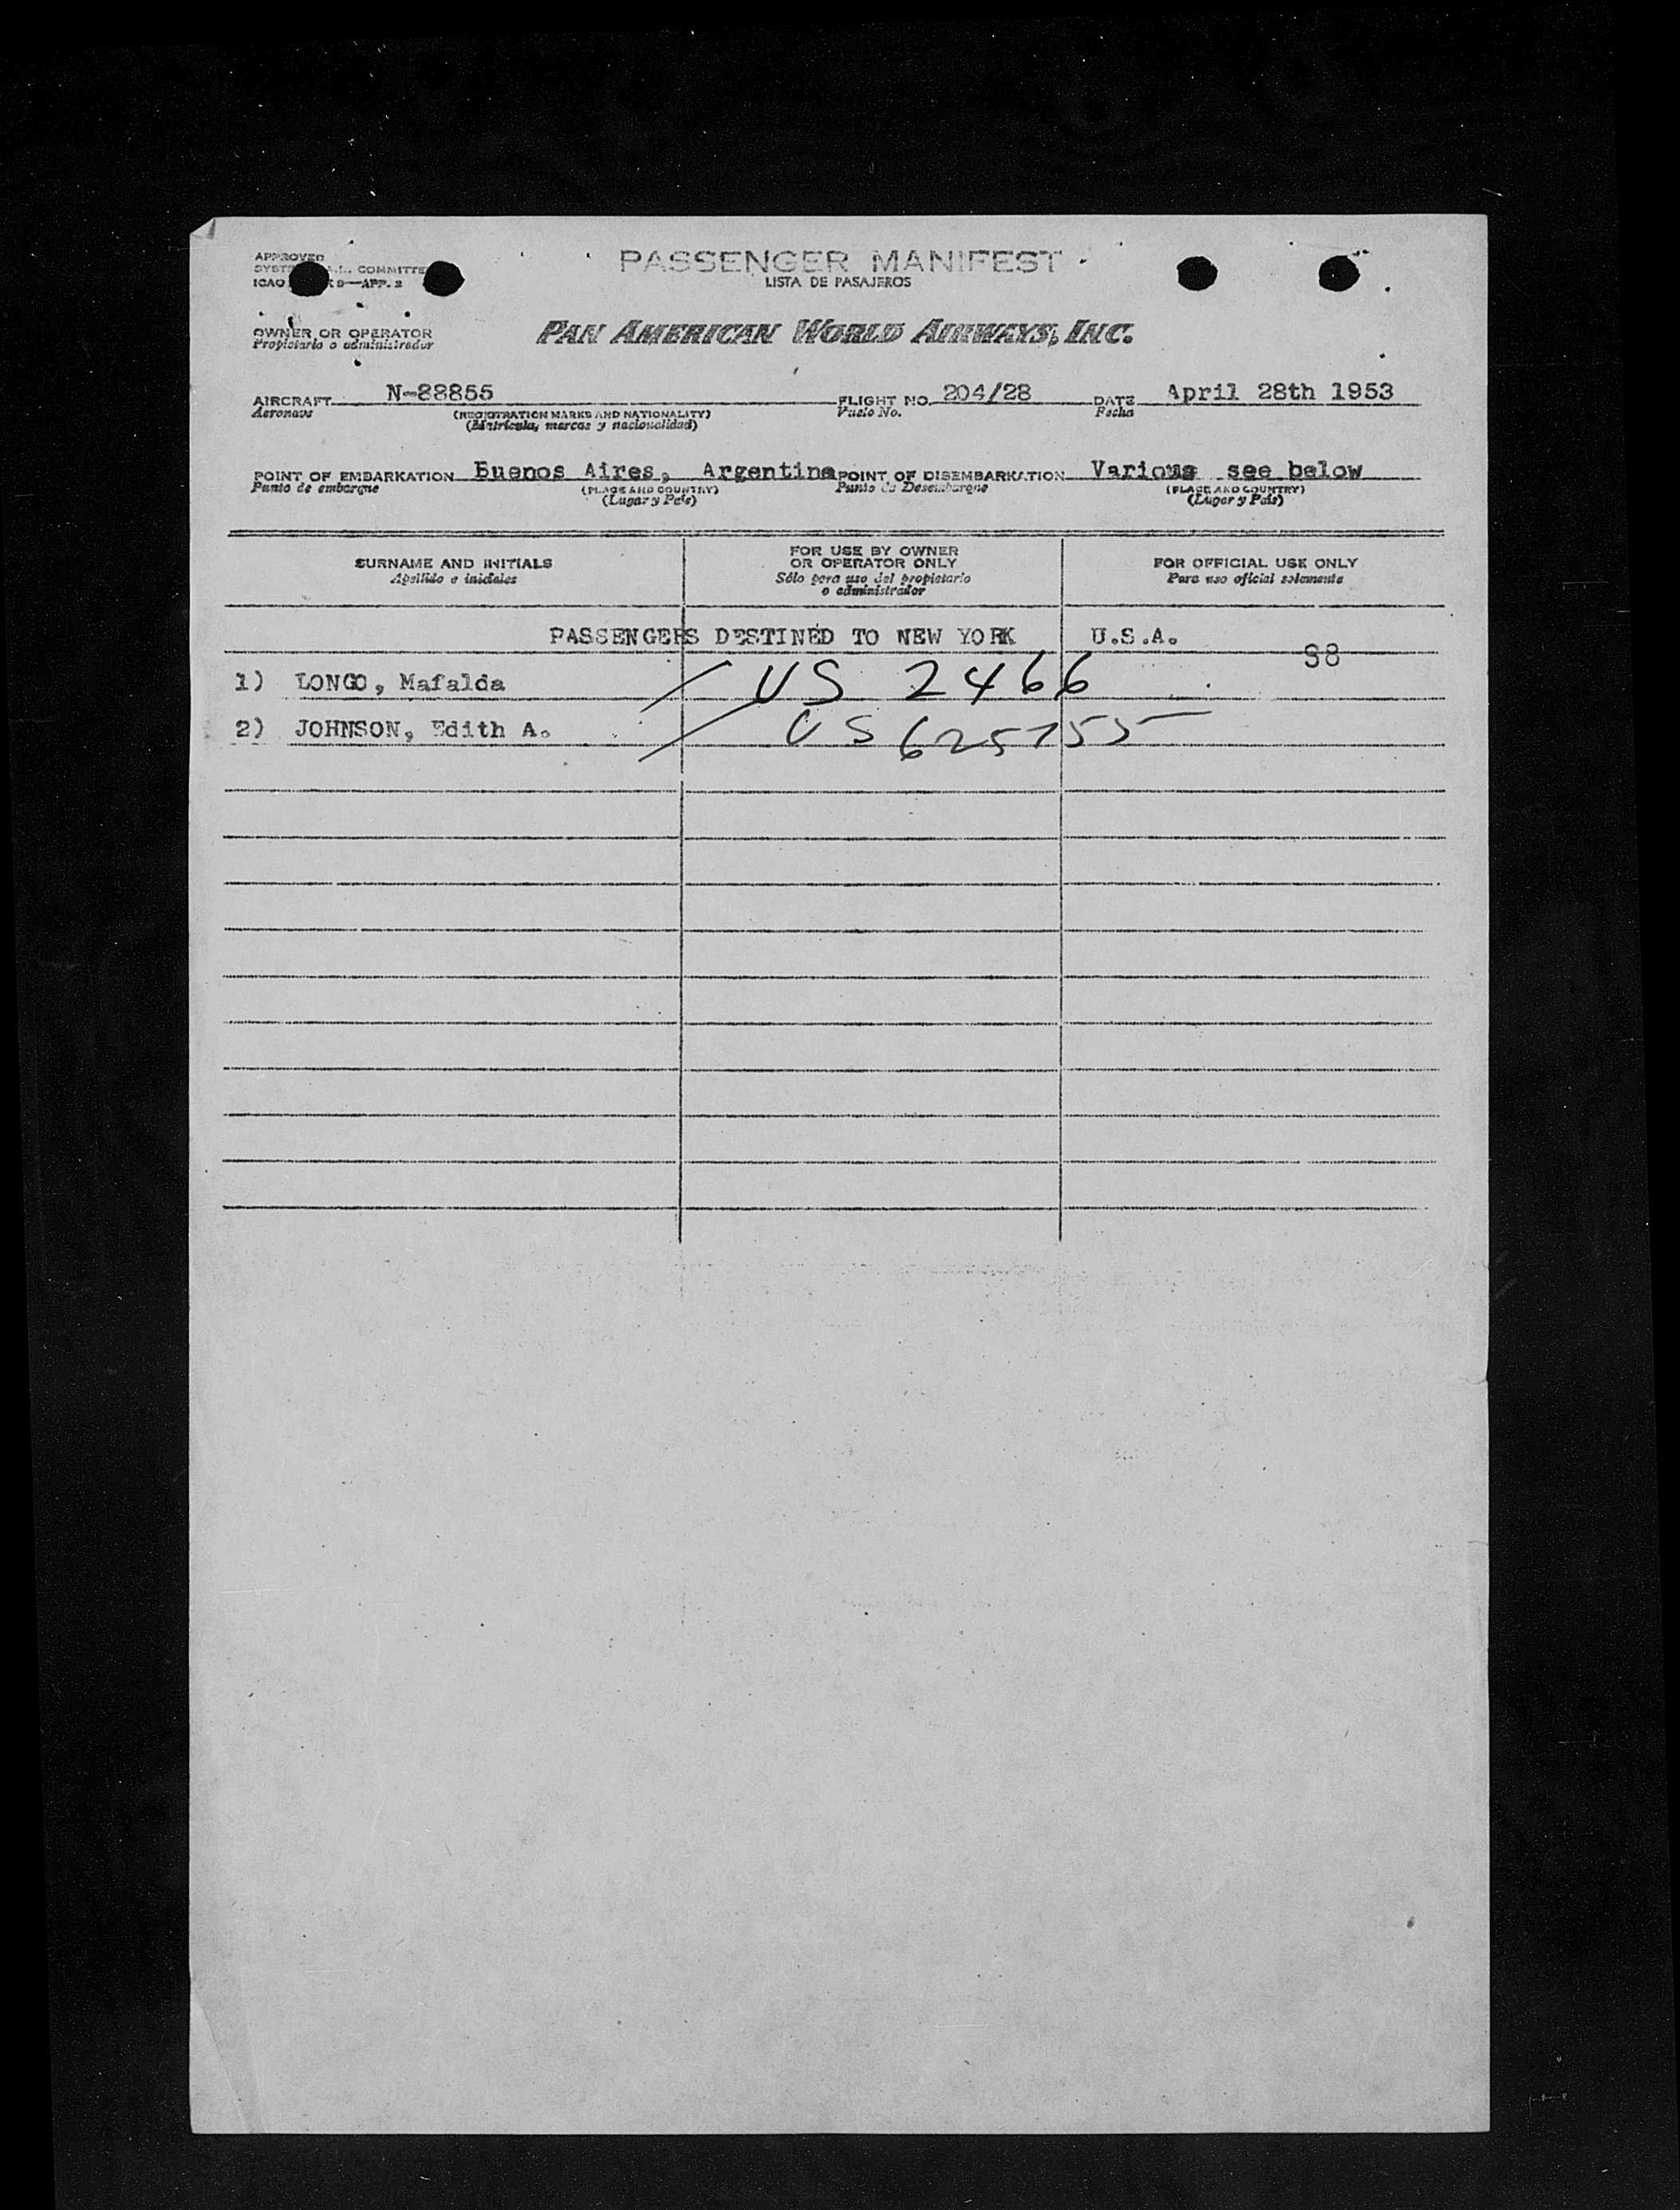 APPROVED
PASSENGER MANIFEST
COMMITTE
LISTA DE PASAJEROS
ICAO 9—APP. 2
OWNER OR OPERATOR
Propietario o administrador
PAN AMERICAN WORLD AIRWAYS, INC.
AIRCRAFT N-88855 FLIGHT NO. 204/28 DATE April 28th 1953
Aeronave (REGISTRATION MARKS AND NATIONALITY) Vuelo No. Fecha
(Matrícula, marcas y nacionalidad)
POINT OF EMBARKATION Buenos Aires, Argentina POINT OF DISEMBARKATION Various see below
Punto de embarque (PLACE AND COUNTRY) Punto de Desembarque (PLACE AND COUNTRY)
(Lugar y País) (Lugar y País)
SURNAME AND INITIALS
Apellido e iniciales
FOR USE BY OWNER
OR OPERATOR ONLY
Sólo para uso del propietario
o administrador
FOR OFFICIAL USE ONLY
Para uso oficial solamente
PASSENGERS DESTINED TO NEW YORK U.S.A.
98
1) LONGO, Mafalda US 2466
2) JOHNSON, Edith A. US 625755